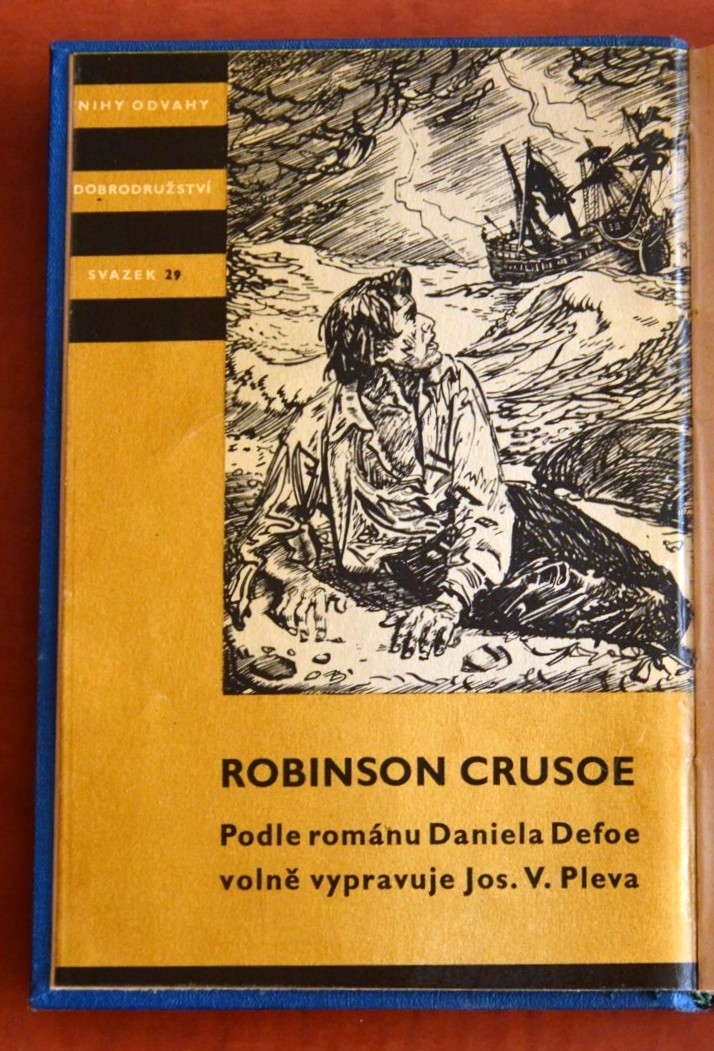 NIHY ODVAHY
DOBRODRUŽSTVÍ
SVAZEK 29
ROBINSON CRUSOE
Podle románu Daniela Defoe
volně vypravuje Jos. V. Pleva